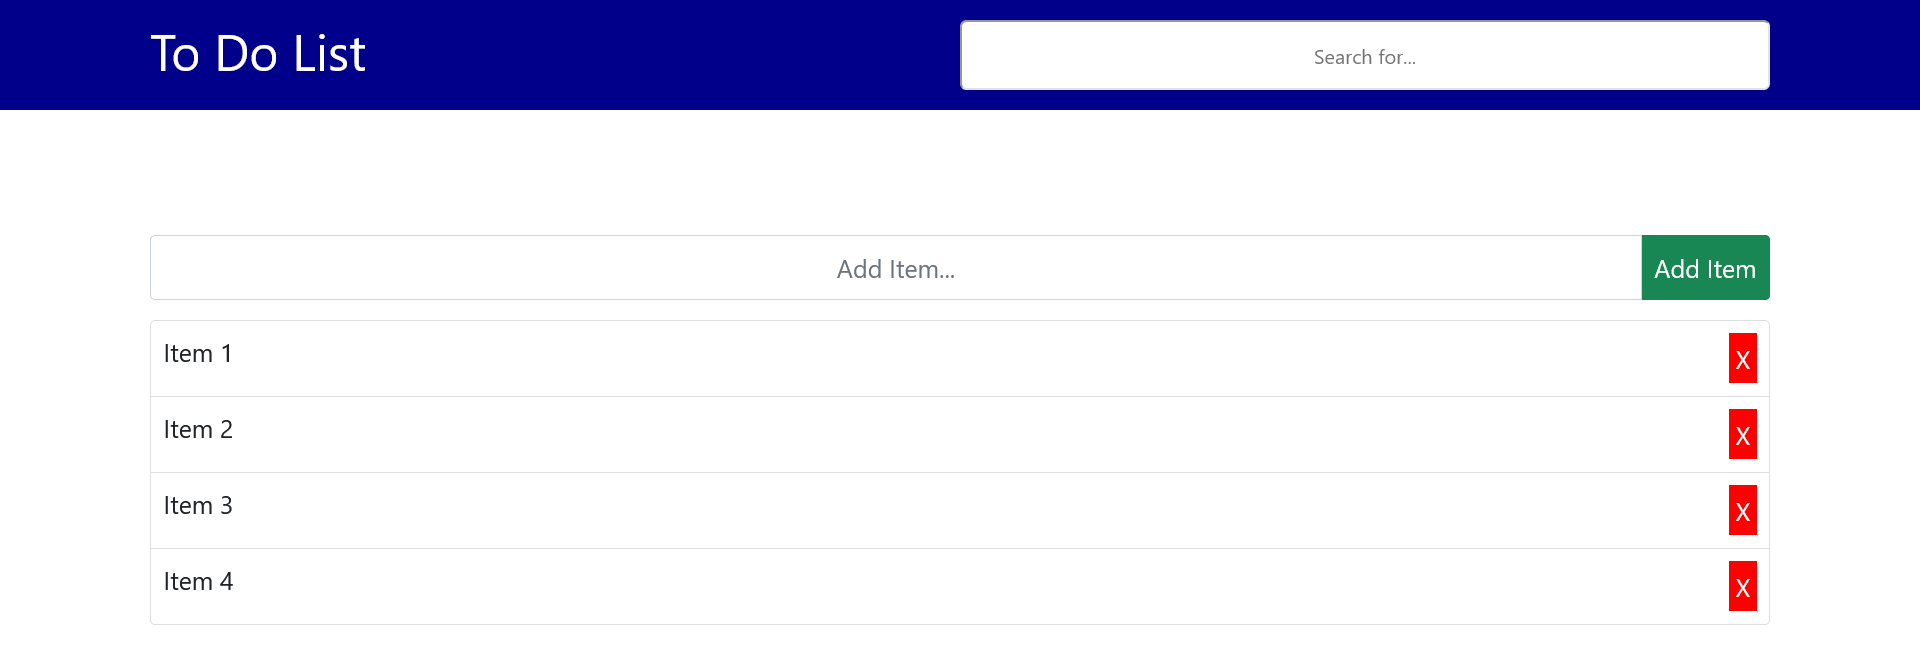 To Do List
Search for...
Add Item...
Add Item
Item 1
X
Item 2
X
Item 3
X
Item 4
X